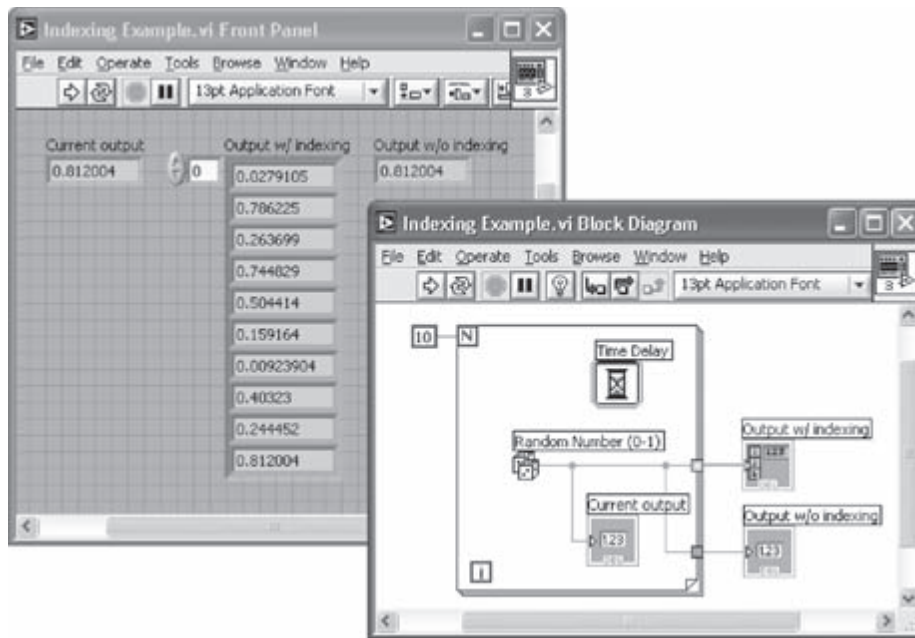 Indexing Example.vi Front Panel
File Edit Operate Tools Browse Window Help
13pt Application Font
3
Current output
0.812004
0
Output w/ indexing
0.0279105
0.786225
0.263699
0.744829
0.504414
0.159164
0.00923904
0.40323
0.244452
0.812004
Output w/o indexing
0.812004
Indexing Example.vi Block Diagram
File Edit Operate Tools Browse Window Help
13pt Application Font
3
10
N
Time Delay
Random Number (0-1)
Current output
123
i
Output w/ indexing
123
Output w/o indexing
123